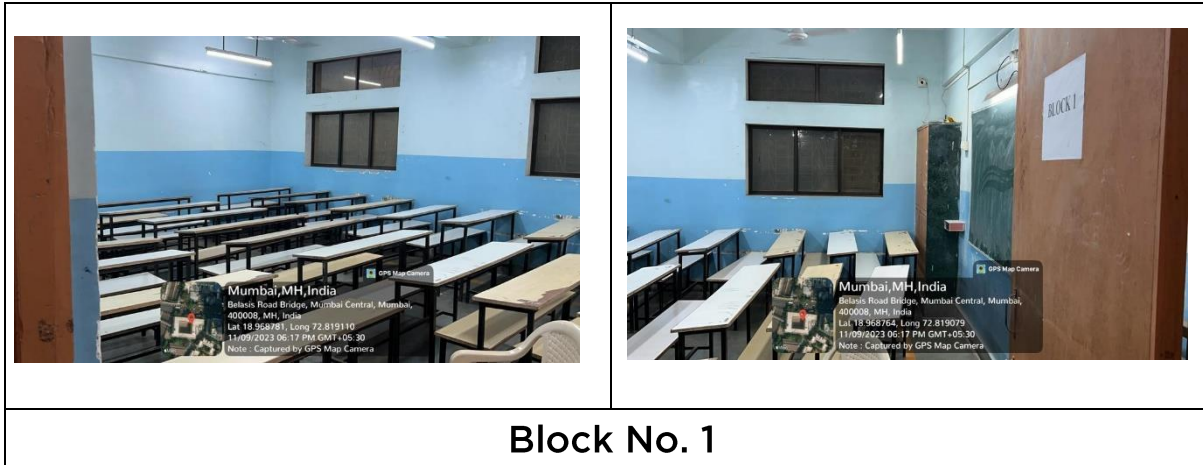 GPS Map Camera
Mumbai,MH,India
Belasis Road Bridge, Mumbai Central, Mumbai,
400008, MH, India
Lat 18.968781, Long 72.819110
11/09/2023 06:17 PM GMT+05:30
Note : Captured by GPS Map Camera
BLOCK 1
GPS Map Camera
Mumbai,MH,India
Belasis Road Bridge, Mumbai Central, Mumbai,
400008, MH, India
Lat 18.968764, Long 72.819079
11/09/2023 06:17 PM GMT+05:30
Note : Captured by GPS Map Camera
Block No. 1